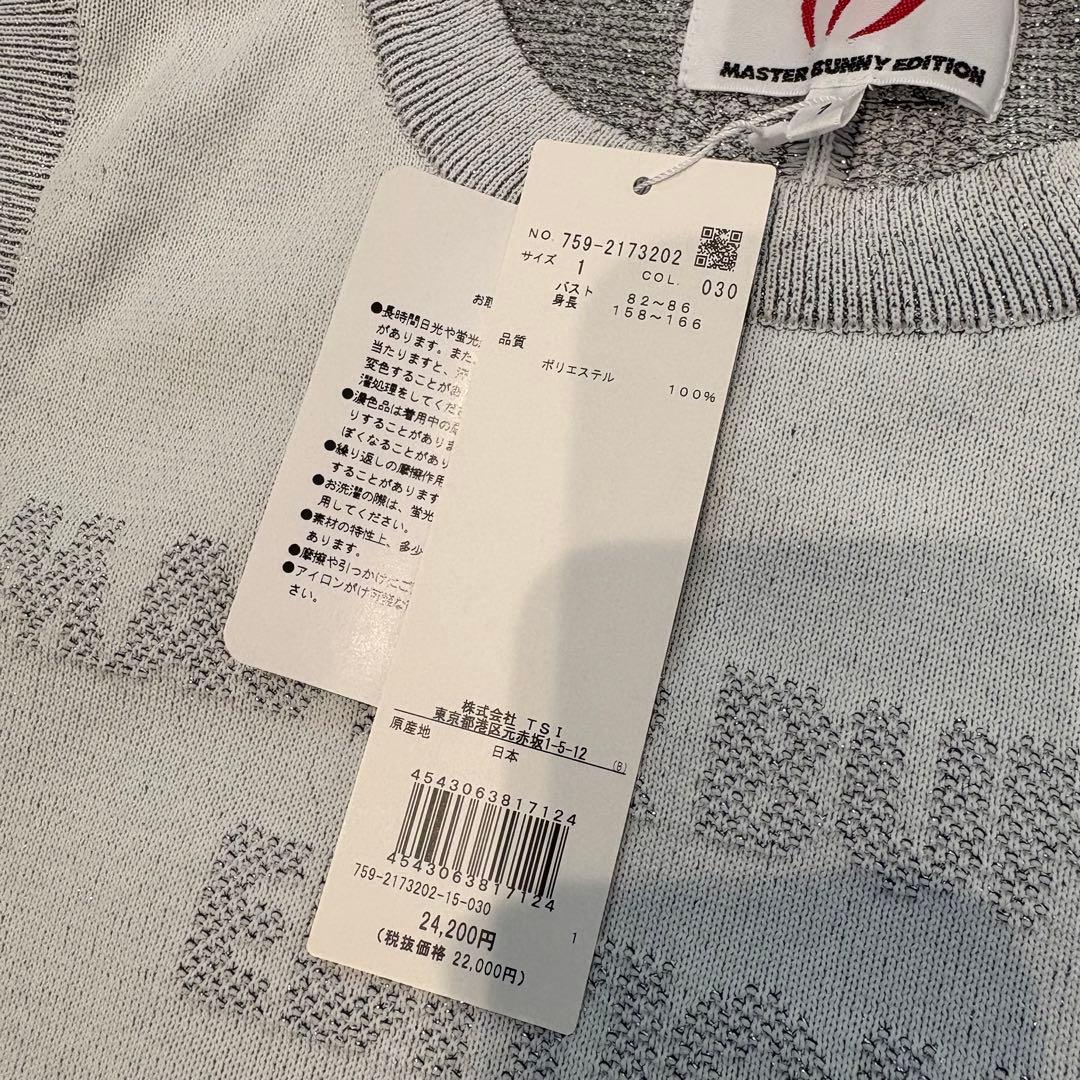 MASTER BUNNY EDITION
NO. 759-2173202
サイズ 1 COL. 030
バスト 82～86
身長 158～166
品質
ポリエステル 100%
株式会社 TSI
東京都港区元赤坂1-5-12 (B)
原産地 日本
4543063817124
4543063817124
759-2173202-15-030
24,200円 1
(税抜価格 22,000円)
お取
●長時間日光や蛍光
があります。また、
当たりますと、
変色することがあ
濯処理をしてくだ
●濃色品は着用中の
りすることがありま
ぽくなることがあり
●繰り返しの摩擦作用
することがあります
●お洗濯の際は、蛍光
用してください。
●素材の特性上、多少
あります。
●摩擦や引っかけにご
●アイロンがけ可能な
さい。
MA
BUN